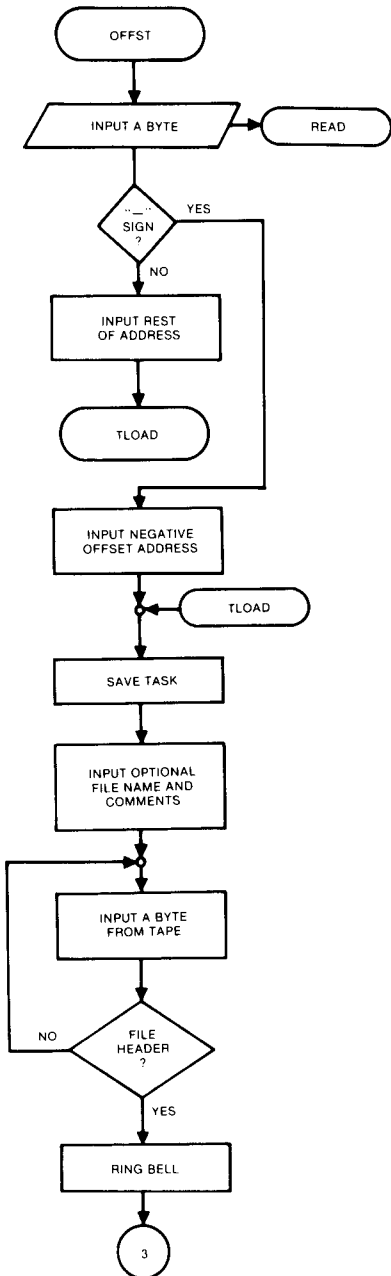 OFFST
INPUT A BYTE
READ
"—"
SIGN
?
YES
NO
INPUT REST
OF ADDRESS
TLOAD
INPUT NEGATIVE
OFFSET ADDRESS
TLOAD
SAVE TASK
INPUT OPTIONAL
FILE NAME AND
COMMENTS
INPUT A BYTE
FROM TAPE
NO
FILE
HEADER
?
YES
RING BELL
3